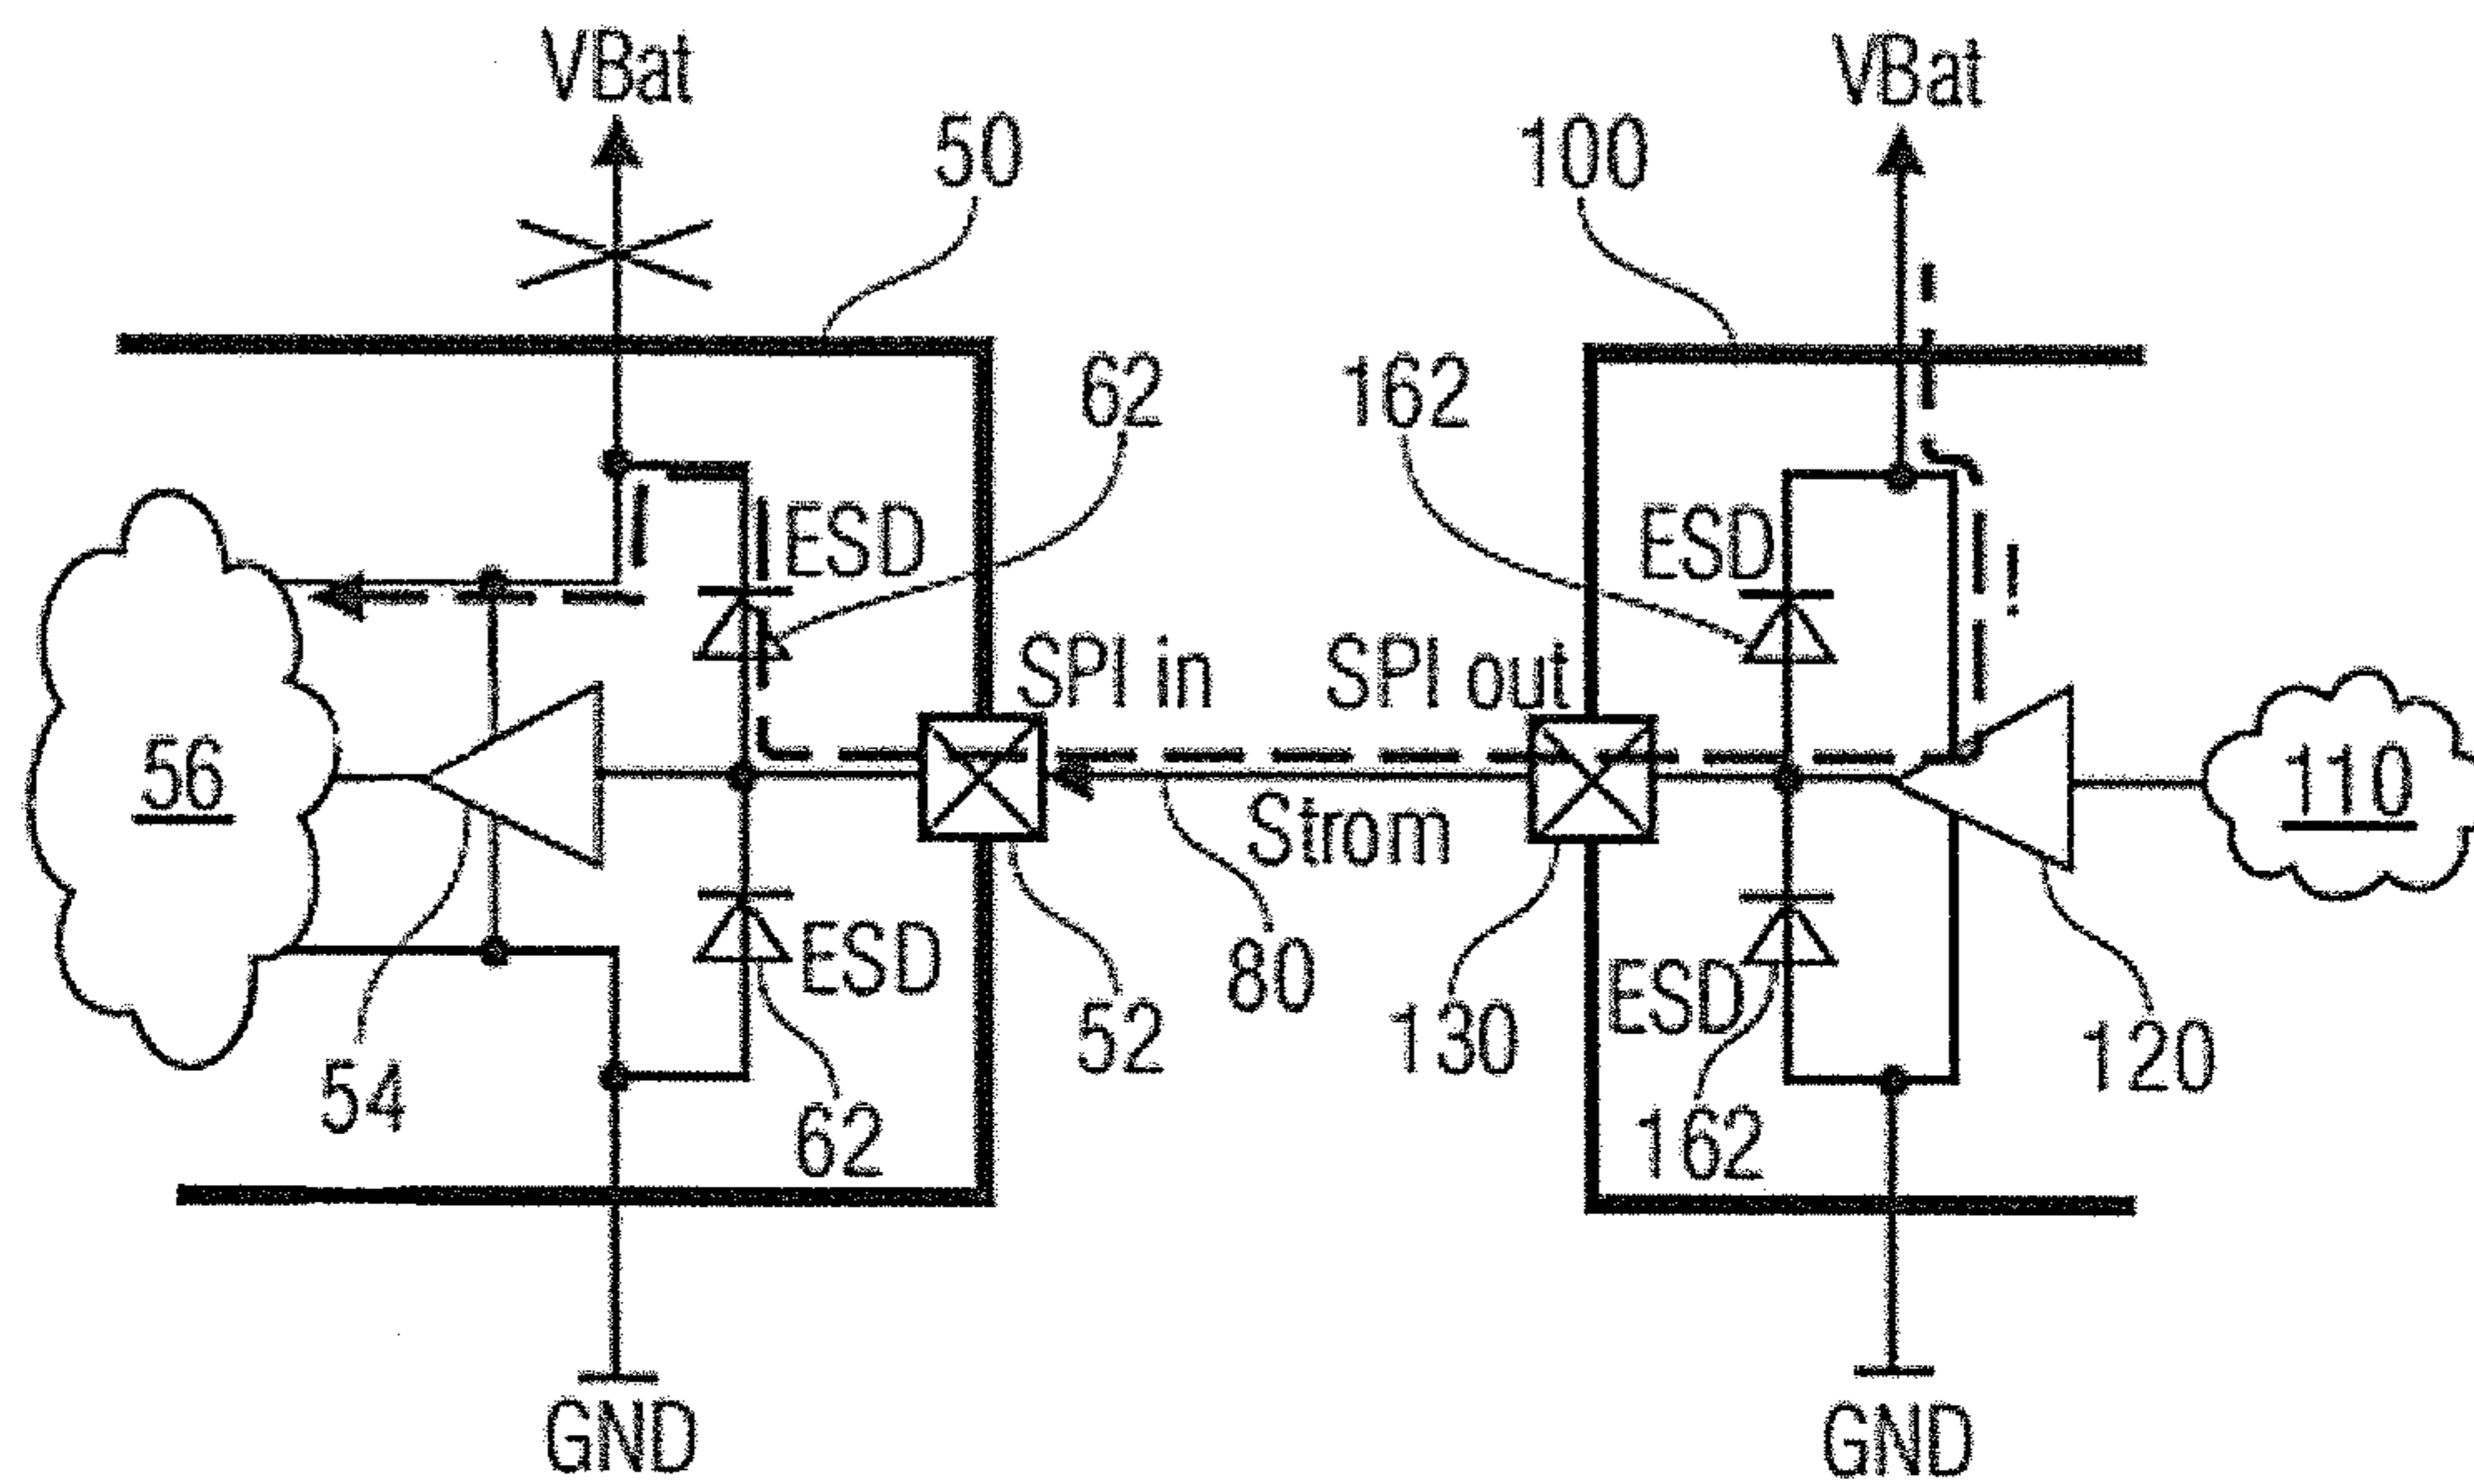 VBat
VBat
50
100
62
162
ESD
ESD
!
SPI in
SPI out
56
110
Strom
ESD
80
ESD
54
52
130
120
62
162
GND
GND